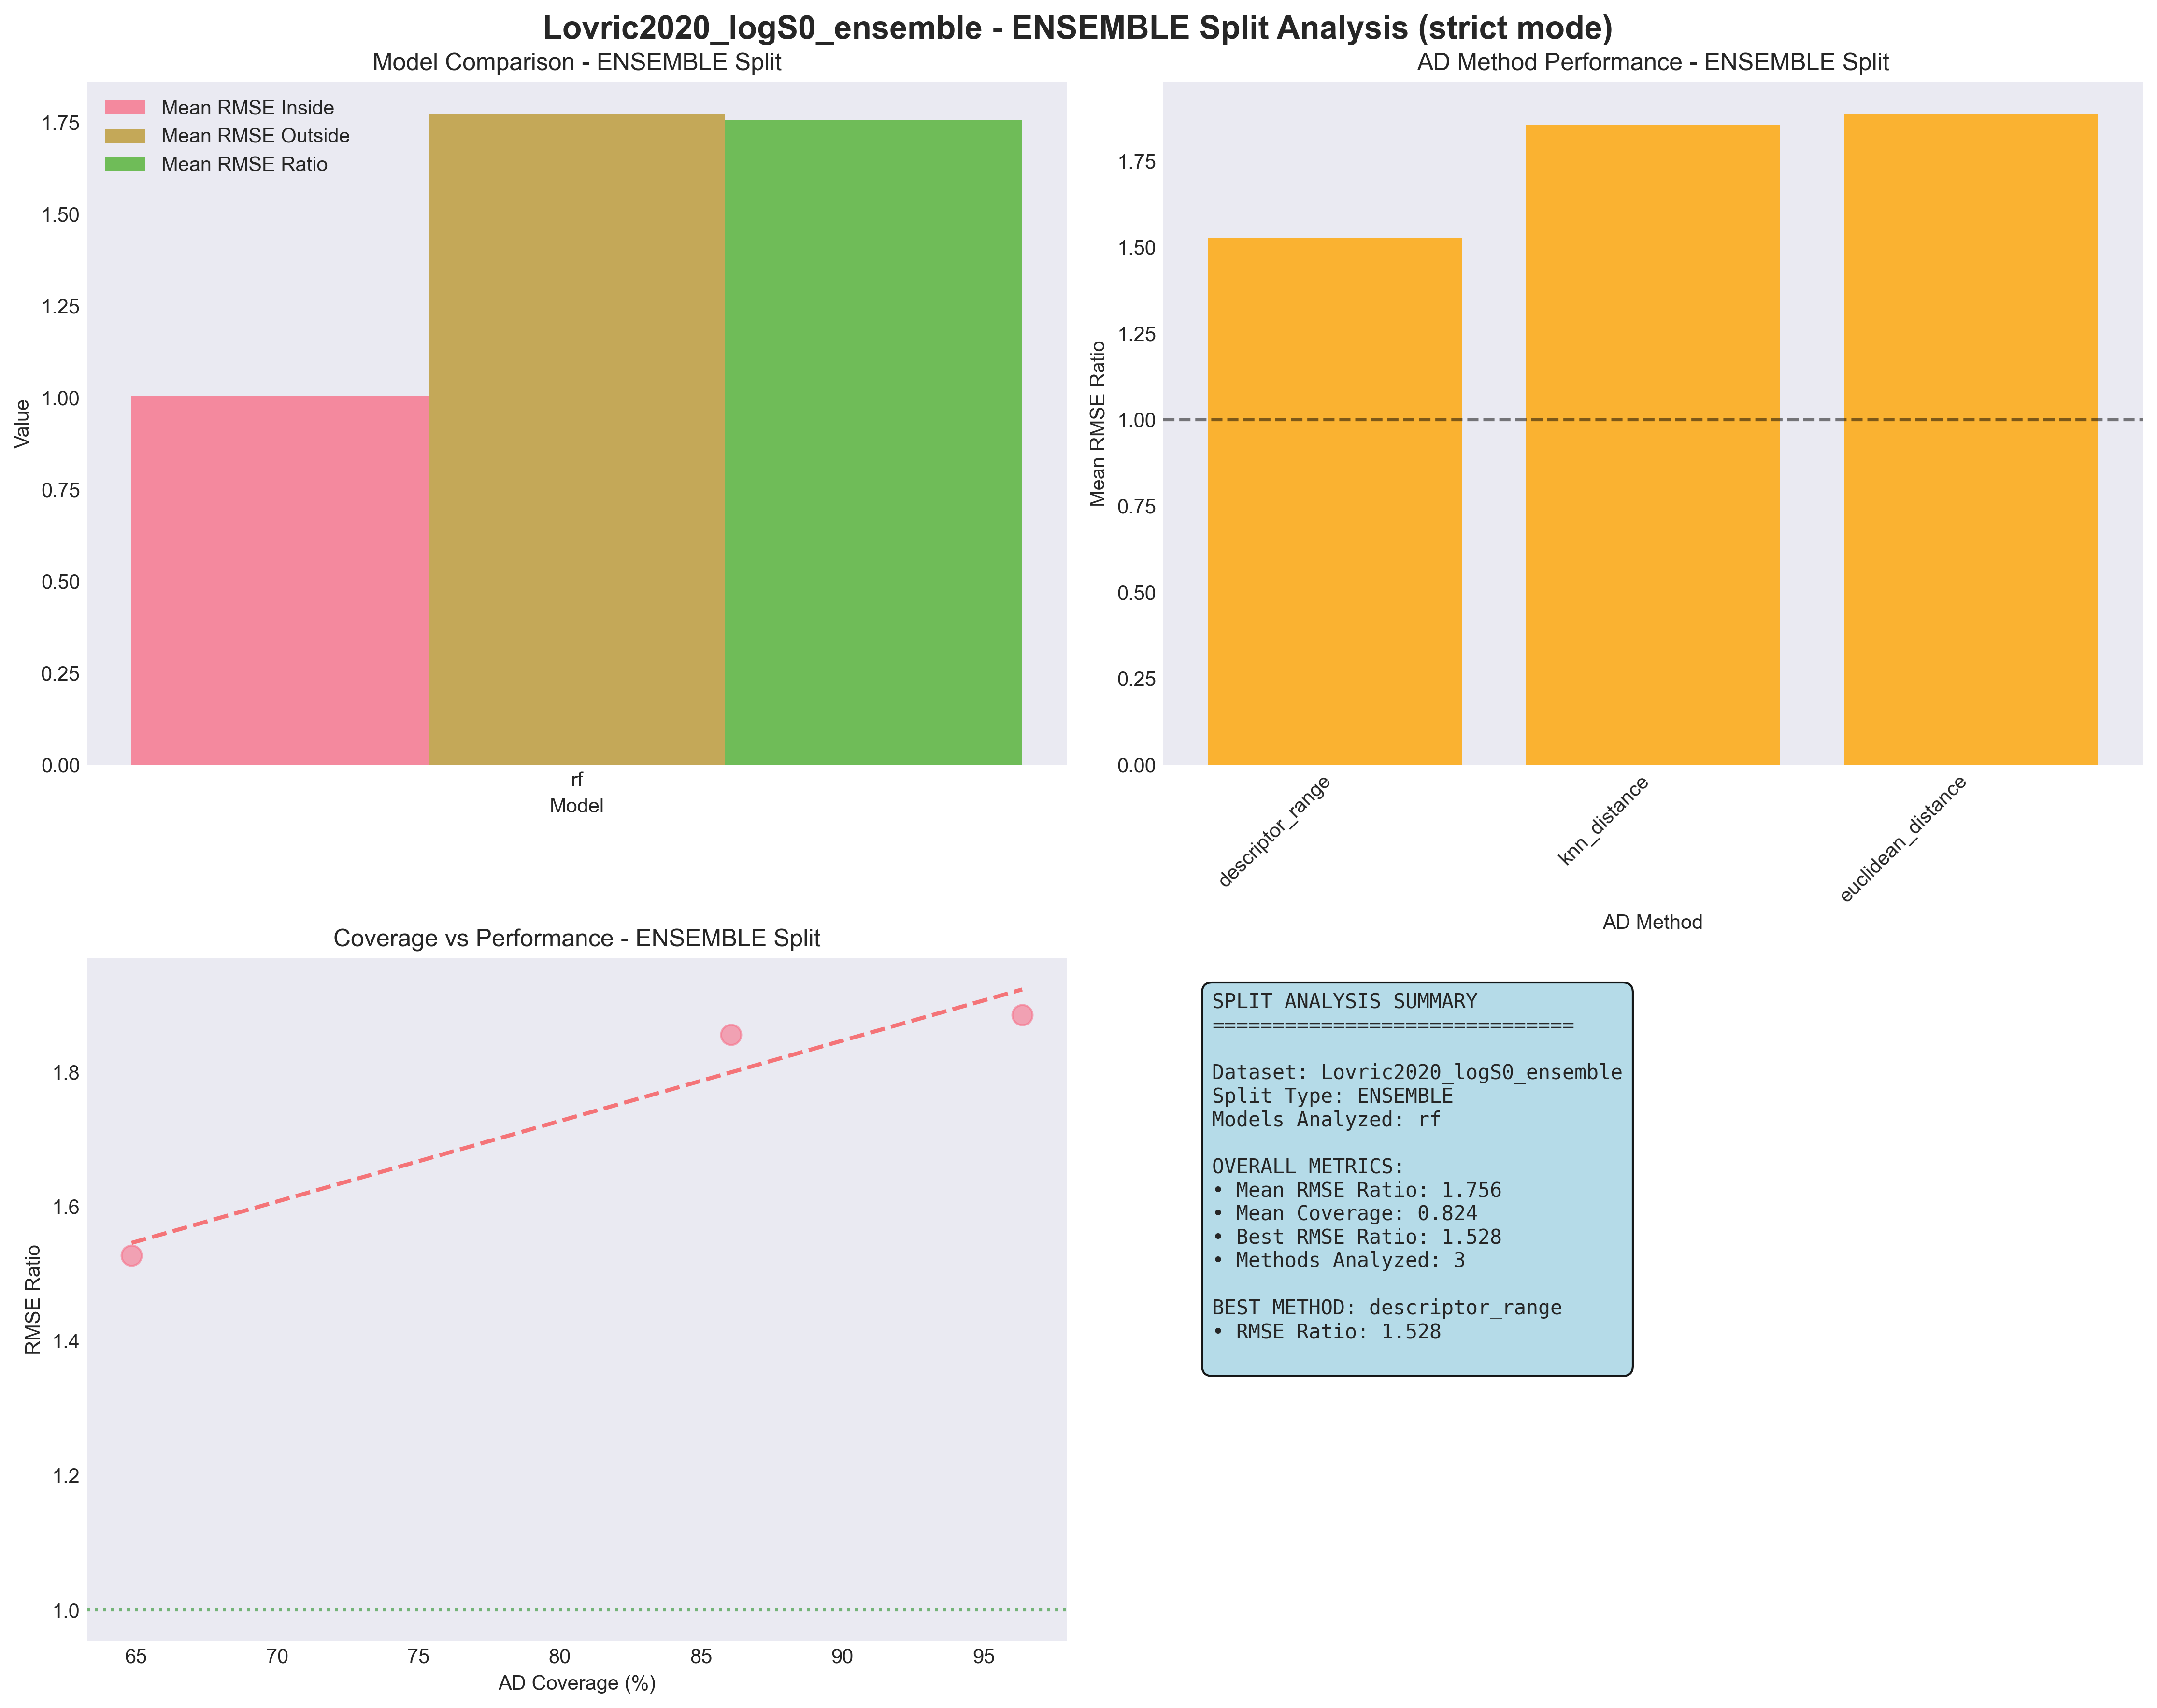 Lovric2020_logS0_ensemble - ENSEMBLE Split Analysis (strict mode)
Model Comparison - ENSEMBLE Split
Mean RMSE Inside
Mean RMSE Outside
Mean RMSE Ratio
Value
1.75
1.50
1.25
1.00
0.75
0.50
0.25
0.00
rf
Model
AD Method Performance - ENSEMBLE Split
Mean RMSE Ratio
1.75
1.50
1.25
1.00
0.75
0.50
0.25
0.00
descriptor_range
knn_distance
euclidean_distance
AD Method
Coverage vs Performance - ENSEMBLE Split
RMSE Ratio
1.8
1.6
1.4
1.2
1.0
65 70 75 80 85 90 95
AD Coverage (%)
SPLIT ANALYSIS SUMMARY
==============================
Dataset: Lovric2020_logS0_ensemble
Split Type: ENSEMBLE
Models Analyzed: rf
OVERALL METRICS:
• Mean RMSE Ratio: 1.756
• Mean Coverage: 0.824
• Best RMSE Ratio: 1.528
• Methods Analyzed: 3
BEST METHOD: descriptor_range
• RMSE Ratio: 1.528